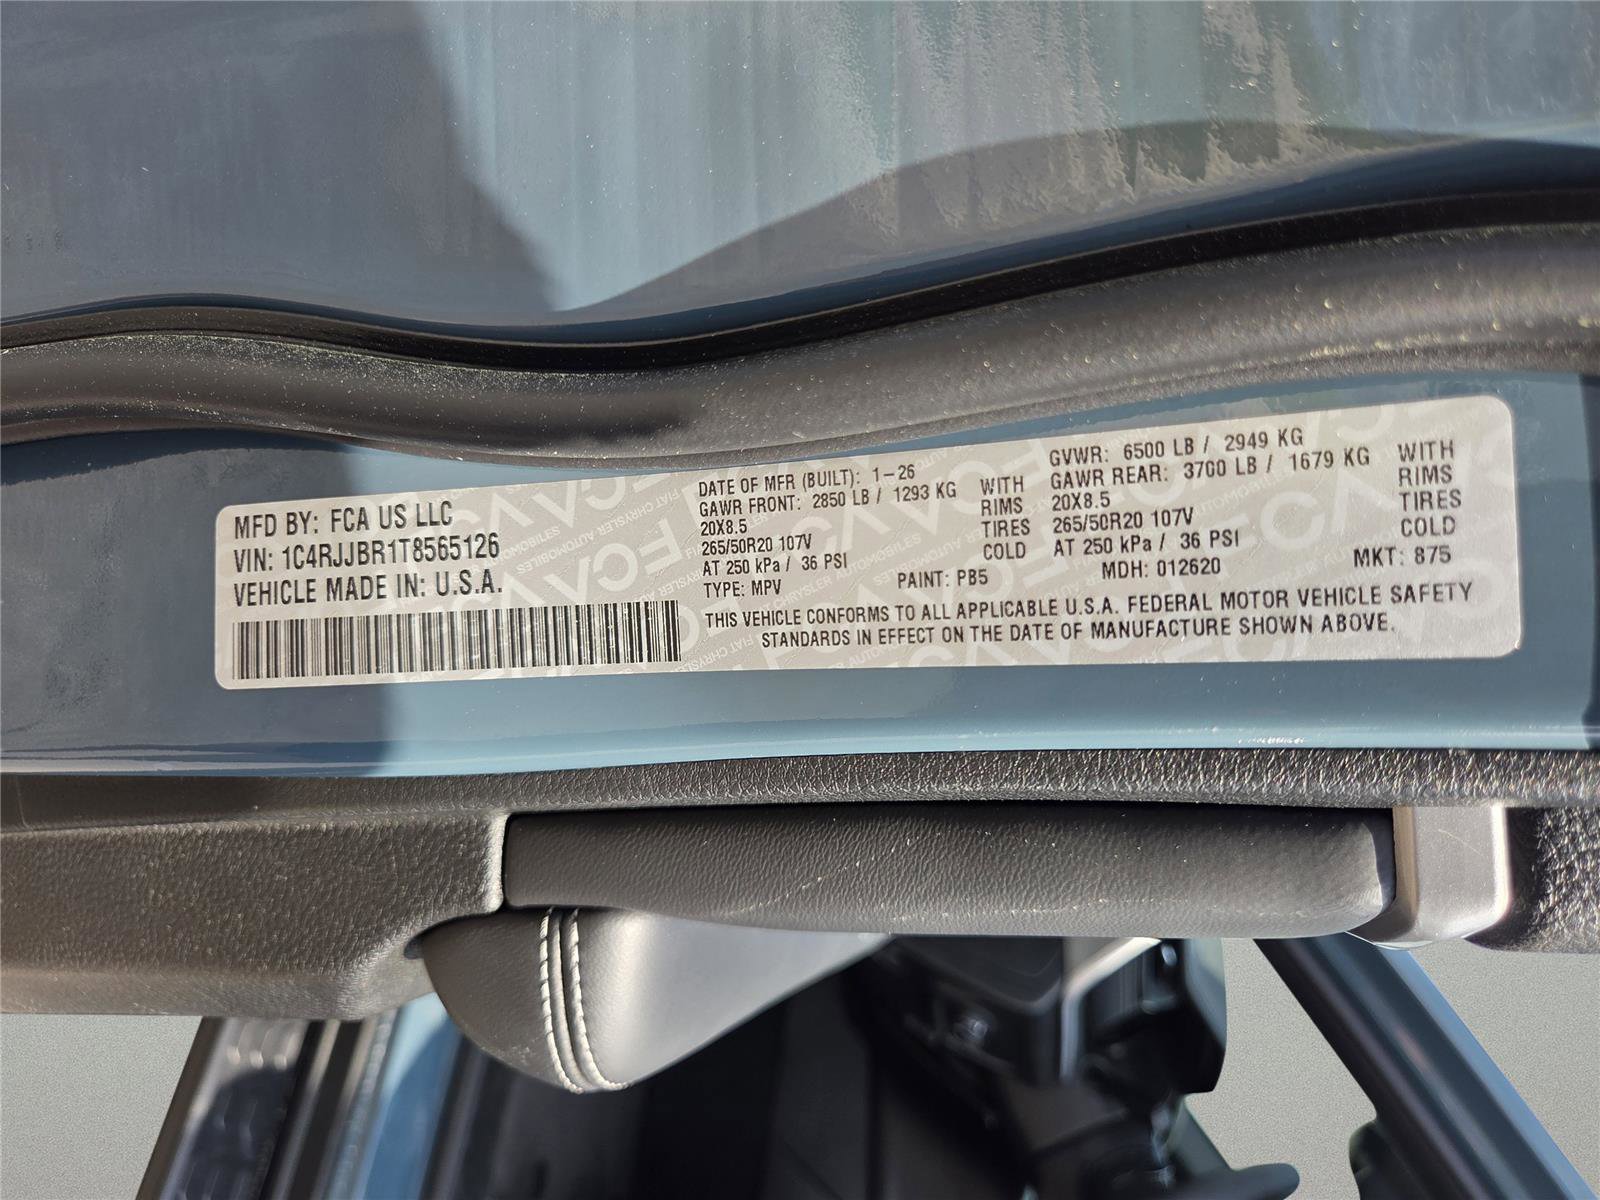 MFD BY: FCA US LLC
VIN: 1C4RJJBR1T8565126
VEHICLE MADE IN: U.S.A.
DATE OF MFR (BUILT): 1-26
GAWR FRONT: 2850 LB / 1293 KG WITH
20X8.5 RIMS
265/50R20 107V TIRES
AT 250 kPa / 36 PSI COLD
TYPE: MPV PAINT: PB5
GVWR: 6500 LB / 2949 KG
GAWR REAR: 3700 LB / 1679 KG WITH
20X8.5 RIMS
265/50R20 107V TIRES
AT 250 kPa / 36 PSI COLD
MDH: 012620 MKT: 875
THIS VEHICLE CONFORMS TO ALL APPLICABLE U.S.A. FEDERAL MOTOR VEHICLE SAFETY
STANDARDS IN EFFECT ON THE DATE OF MANUFACTURE SHOWN ABOVE.